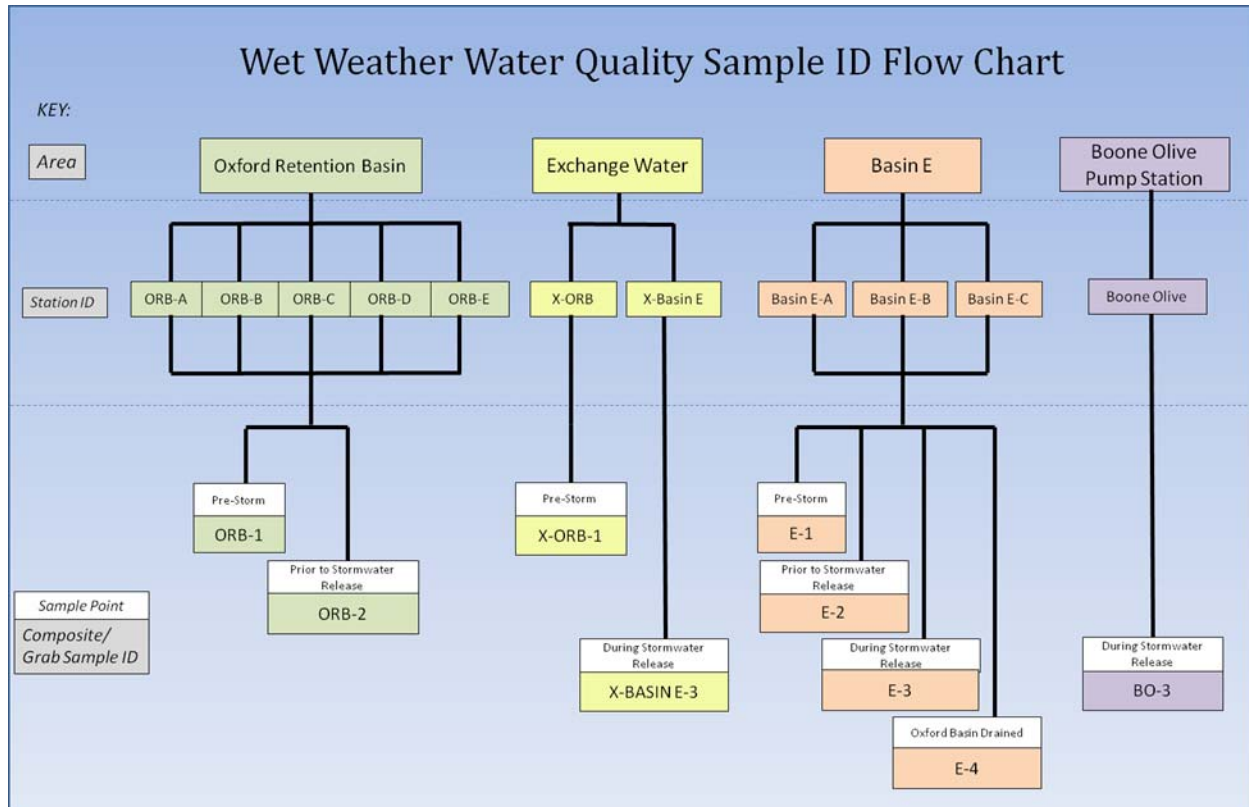 Wet Weather Water Quality Sample ID Flow Chart
KEY:
Area
Oxford Retention Basin
Exchange Water
Basin E
Boone Olive
Pump Station
Station ID
ORB-A
ORB-B
ORB-C
ORB-D
ORB-E
X-ORB
X-Basin E
Basin E-A
Basin E-B
Basin E-C
Boone Olive
Pre-Storm
ORB-1
Pre-Storm
X-ORB-1
Pre-Storm
E-1
Prior to Stormwater
Release
ORB-2
Prior to Stormwater
Release
E-2
Sample Point
Composite/
Grab Sample ID
During Stormwater
Release
X-BASIN E-3
During Stormwater
Release
E-3
During Stormwater
Release
BO-3
Oxford Basin Drained
E-4